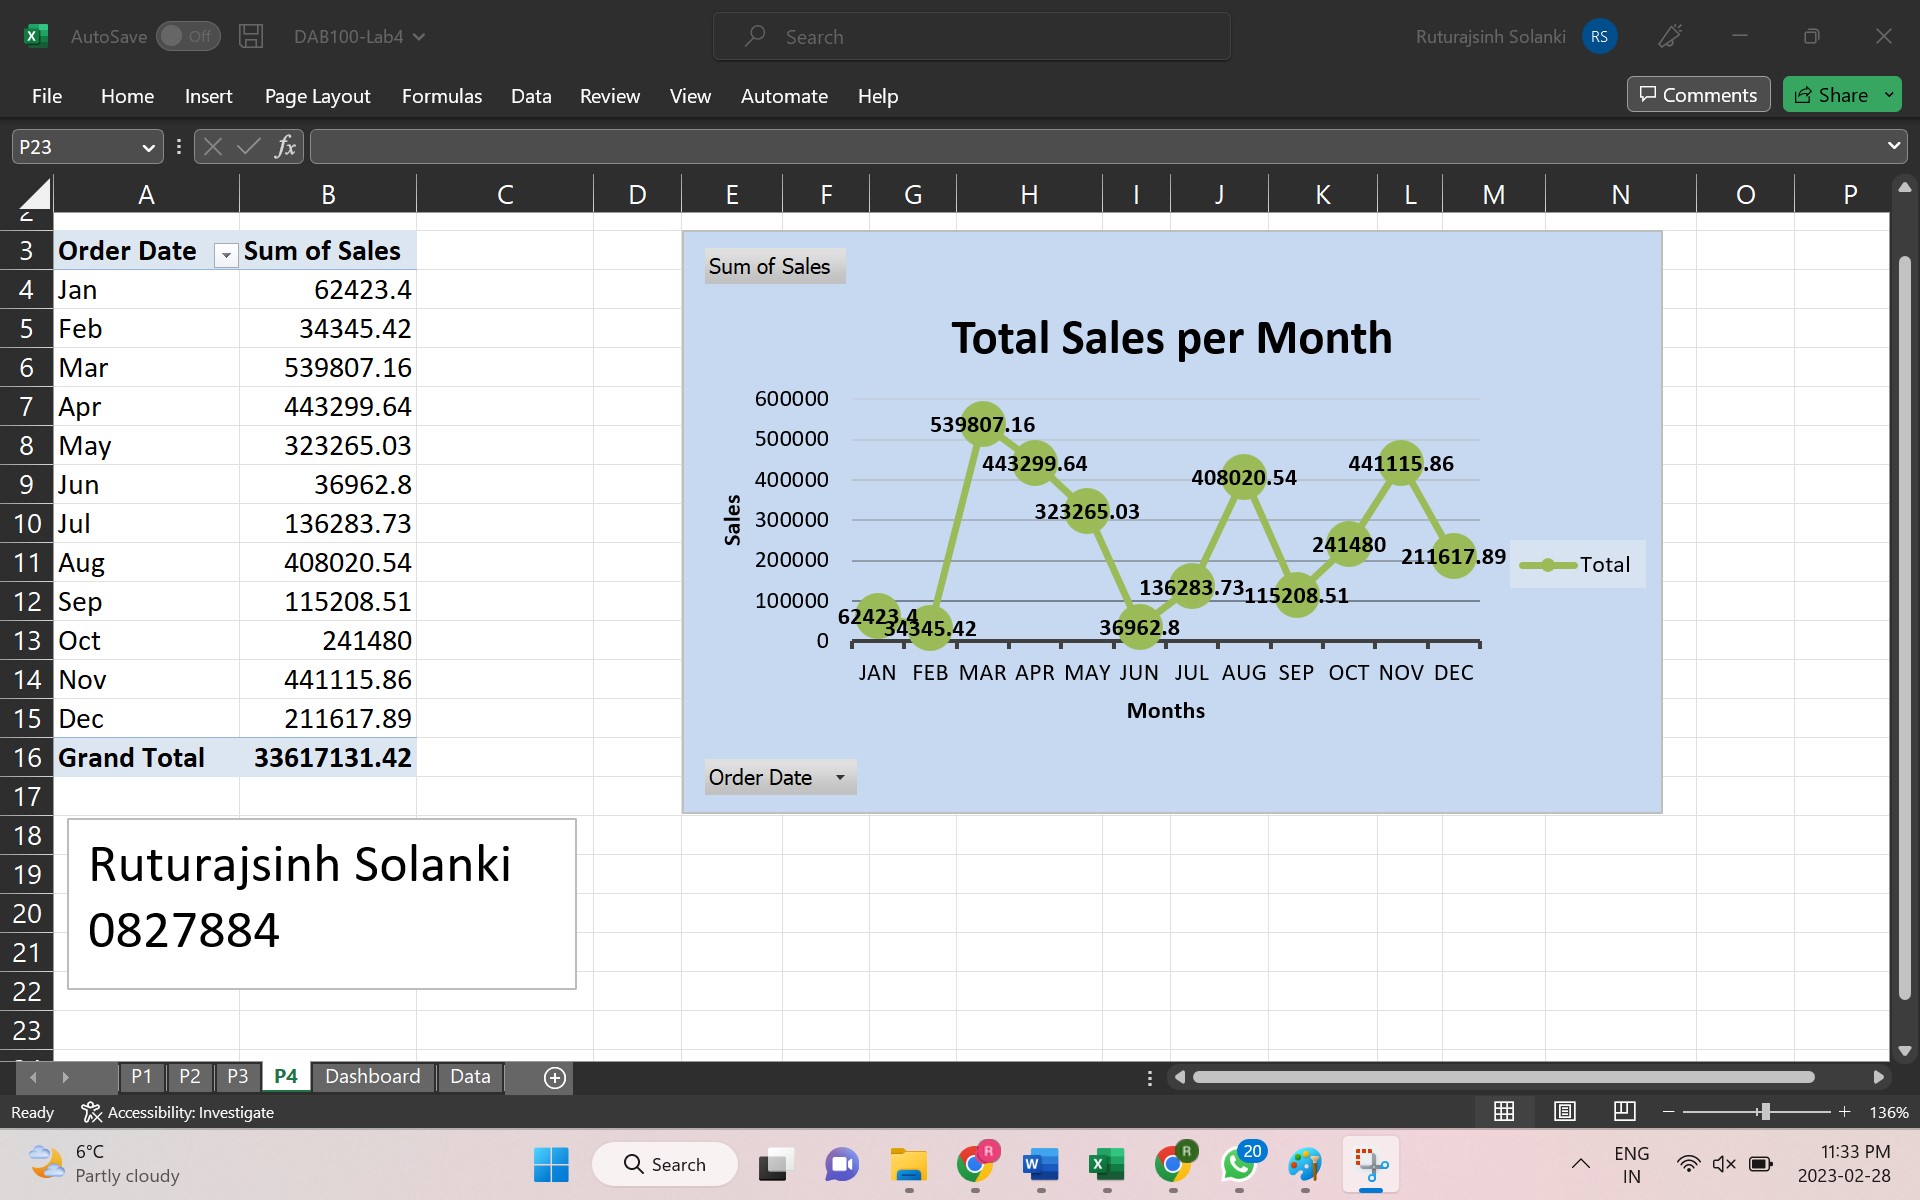 AutoSave Off DAB100-Lab4 Search Ruturajsinh Solanki RS
File Home Insert Page Layout Formulas Data Review View Automate Help Comments Share
P23 fx
A B C D E F G H I J K L M N O P
2
3 Order Date Sum of Sales
4 Jan 62423.4
5 Feb 34345.42
6 Mar 539807.16
7 Apr 443299.64
8 May 323265.03
9 Jun 36962.8
10 Jul 136283.73
11 Aug 408020.54
12 Sep 115208.51
13 Oct 241480
14 Nov 441115.86
15 Dec 211617.89
16 Grand Total 33617131.42
17
18
19
20
21
22
23
Ruturajsinh Solanki
0827884
Sum of Sales
Total Sales per Month
Sales
600000
500000
400000
300000
200000
100000
0
62423.4
34345.42
539807.16
443299.64
323265.03
36962.8
136283.73
408020.54
115208.51
241480
441115.86
211617.89
Total
JAN FEB MAR APR MAY JUN JUL AUG SEP OCT NOV DEC
Months
Order Date
P1 P2 P3 P4 Dashboard Data
Ready Accessibility: Investigate 136%
6°C
Partly cloudy
Search
R
W
X
R
20
ENG
IN
11:33 PM
2023-02-28